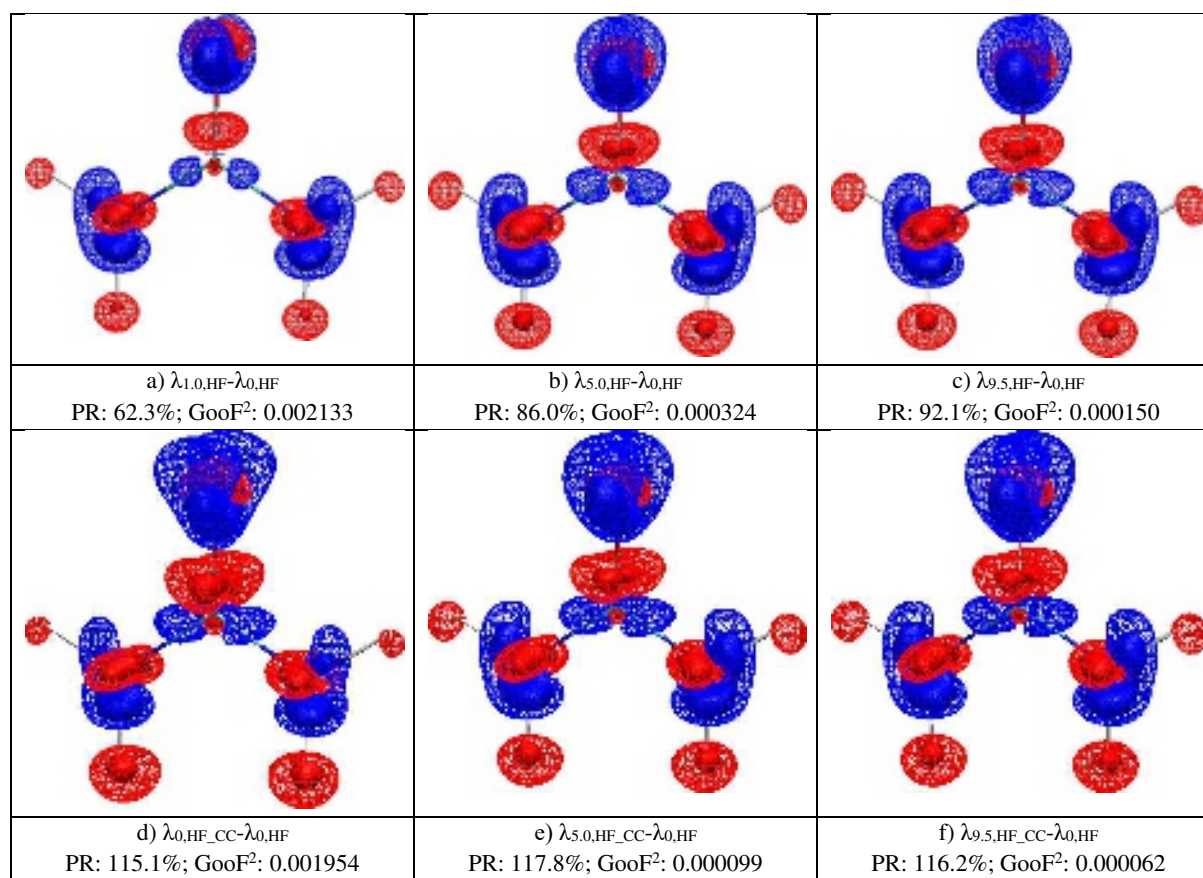 a) λ1.0,HF-λ0,HF
PR: 62.3%; GooF²: 0.002133
b) λ5.0,HF-λ0,HF
PR: 86.0%; GooF²: 0.000324
c) λ9.5,HF-λ0,HF
PR: 92.1%; GooF²: 0.000150
d) λ0,HF_CC-λ0,HF
PR: 115.1%; GooF²: 0.001954
e) λ5.0,HF_CC-λ0,HF
PR: 117.8%; GooF²: 0.000099
f) λ9.5,HF_CC-λ0,HF
PR: 116.2%; GooF²: 0.000062